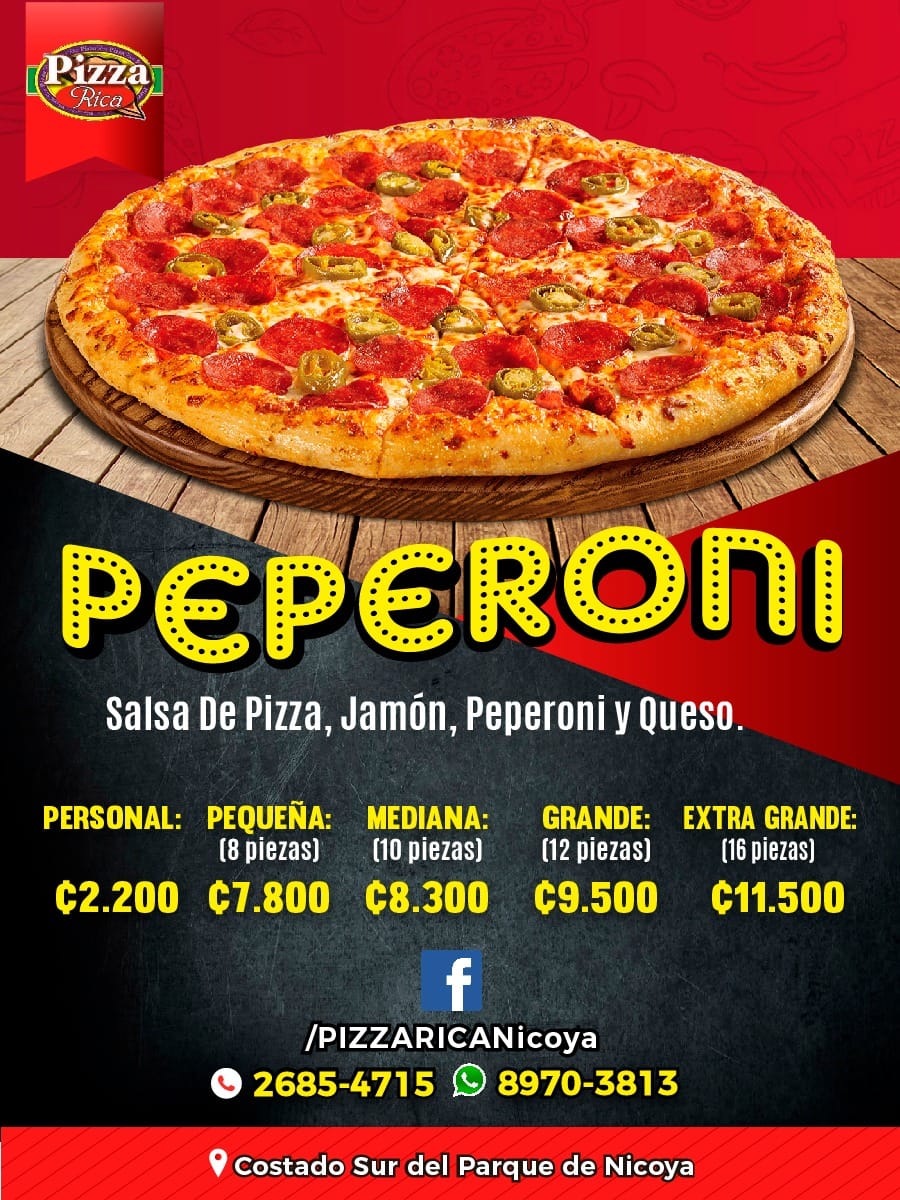 Pizza
Rica
PEPERONI
Salsa De Pizza, Jamón, Peperoni y Queso.
PERSONAL: PEQUEÑA: MEDIANA: GRANDE: EXTRA GRANDE:
(8 piezas) (10 piezas) (12 piezas) (16 piezas)
₡2.200 ₡7.800 ₡8.300 ₡9.500 ₡11.500
f
/PIZZARICANicoya
2685-4715 8970-3813
Costado Sur del Parque de Nicoya